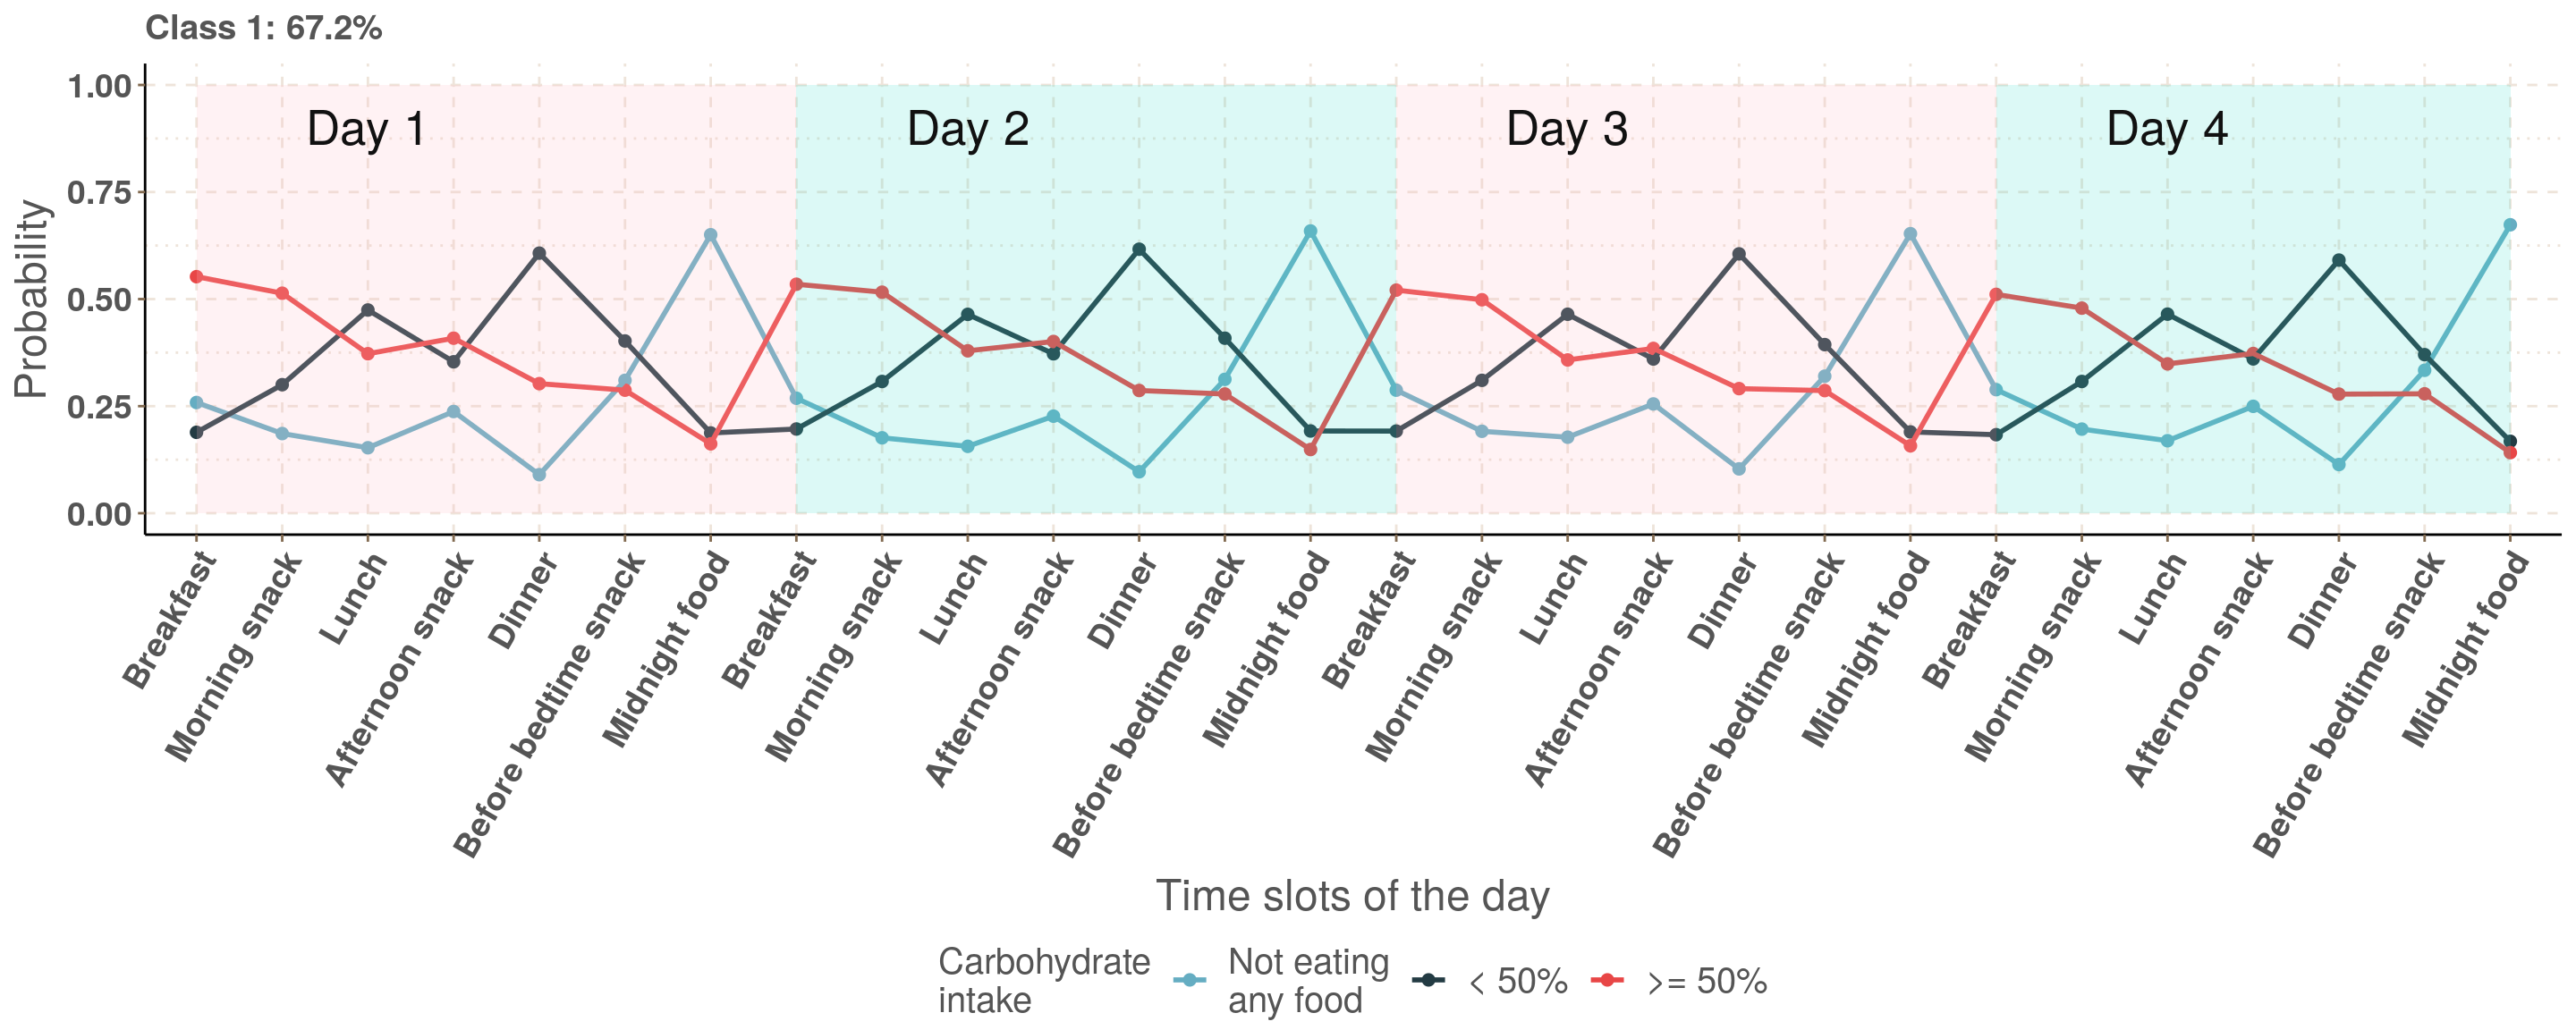 Class 1: 67.2%
1.00
0.75
0.50
0.25
0.00
Probability
Day 1
Day 2
Day 3
Day 4
Breakfast
Morning snack
Lunch
Afternoon snack
Dinner
Before bedtime snack
Midnight food
Breakfast
Morning snack
Lunch
Afternoon snack
Dinner
Before bedtime snack
Midnight food
Breakfast
Morning snack
Lunch
Afternoon snack
Dinner
Before bedtime snack
Midnight food
Breakfast
Morning snack
Lunch
Afternoon snack
Dinner
Before bedtime snack
Midnight food
Time slots of the day
Carbohydrate
intake
Not eating
any food
< 50%
>= 50%